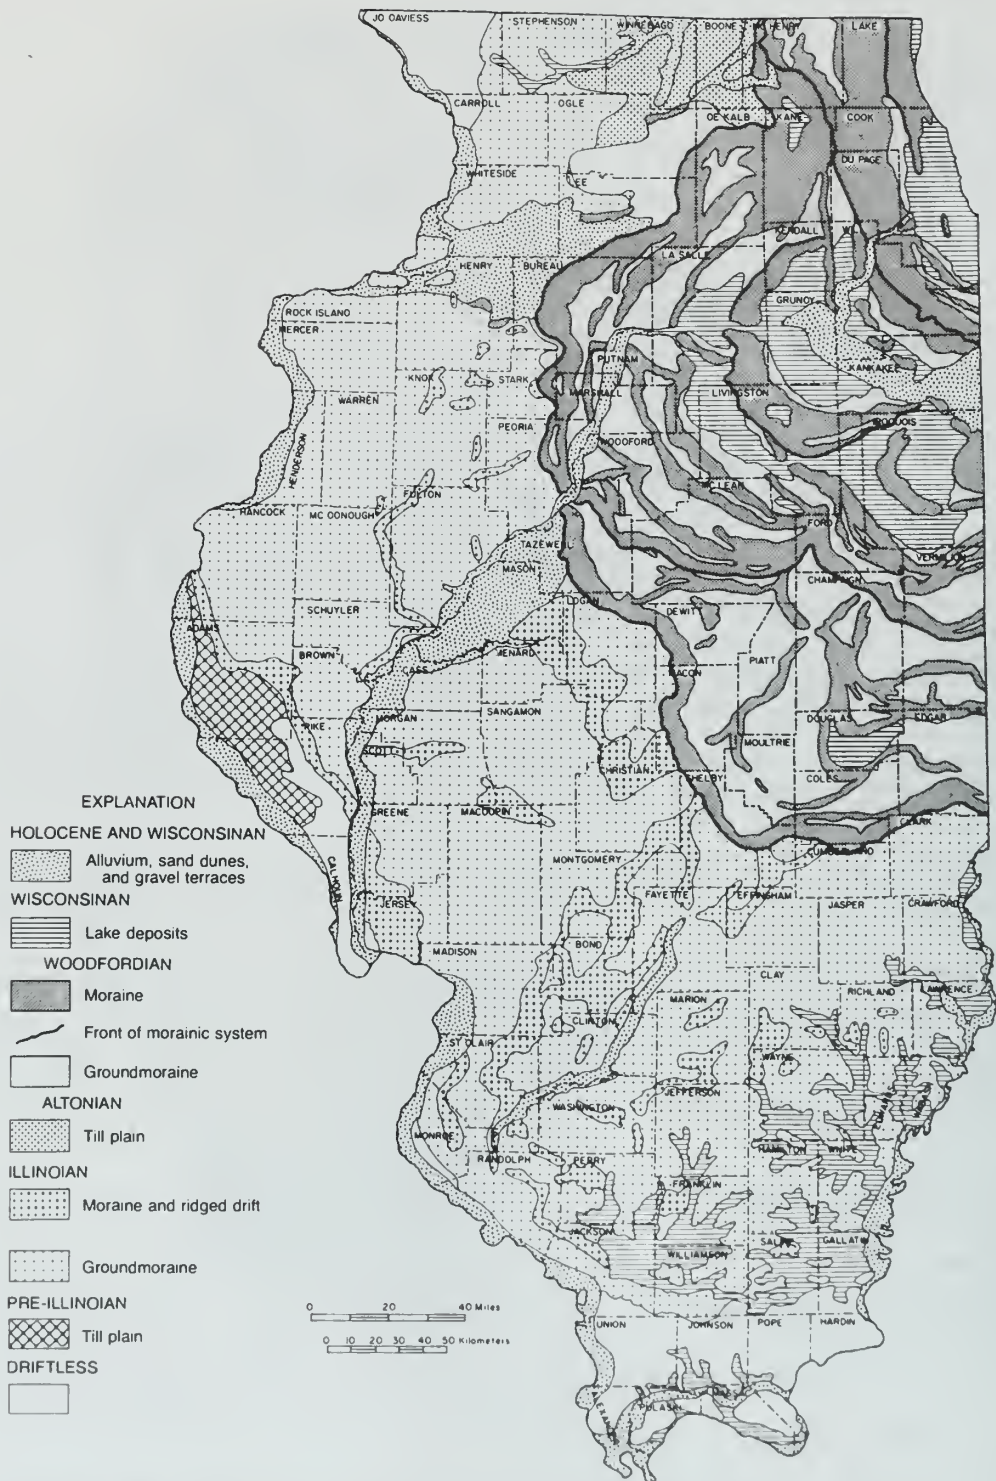 JO DAVIESS
STEPHENSON
WINNEBAGO
BOONE
MC HENRY
LAKE
CARROLL
OGLE
DE KALB
KANE
COOK
DU PAGE
WHITESIDE
LEE
KENDALL
WILL
LA SALLE
HENRY
BUREAU
GRUNDY
ROCK ISLAND
MERCER
PUTNAM
KANKAKEE
KNOX
STARK
MARSHALL
LIVINGSTON
WARREN
IROQUOIS
PEORIA
WOODFORD
HENDERSON
FULTON
MC LEAN
HANCOCK
MC DONOUGH
FORD
TAZEWELL
VERMILION
MASON
CHAMPAIGN
LOGAN
SCHUYLER
DEWITT
ADAMS
BROWN
CASS
MENARD
PIATT
MACON
SANGAMON
MORGAN
PIKE
DOUGLAS
EDGAR
SCOTT
MOULTRIE
CHRISTIAN
SHELBY
COLES
GREENE
MACOUPIN
CLARK
CUMBERLAND
MONTGOMERY
CALHOUN
FAYETTE
EFFINGHAM
JERSEY
JASPER
CRAWFORD
BOND
MADISON
CLAY
RICHLAND
LAWRENCE
MARION
CLINTON
ST CLAIR
WAYNE
EDWARDS
WABASH
JEFFERSON
WASHINGTON
MONROE
RANDOLPH
PERRY
HAMILTON
WHITE
FRANKLIN
JACKSON
WILLIAMSON
SALINE
GALLATIN
UNION
JOHNSON
POPE
HARDIN
ALEXANDER
PULASKI
EXPLANATION
HOLOCENE AND WISCONSINAN
Alluvium, sand dunes,
and gravel terraces
WISCONSINAN
Lake deposits
WOODFORDIAN
Moraine
Front of morainic system
Groundmoraine
ALTONIAN
Till plain
ILLINOIAN
Moraine and ridged drift
Groundmoraine
PRE-ILLINOIAN
Till plain
DRIFTLESS
0 20 40 Miles
0 10 20 30 40 50 Kilometers